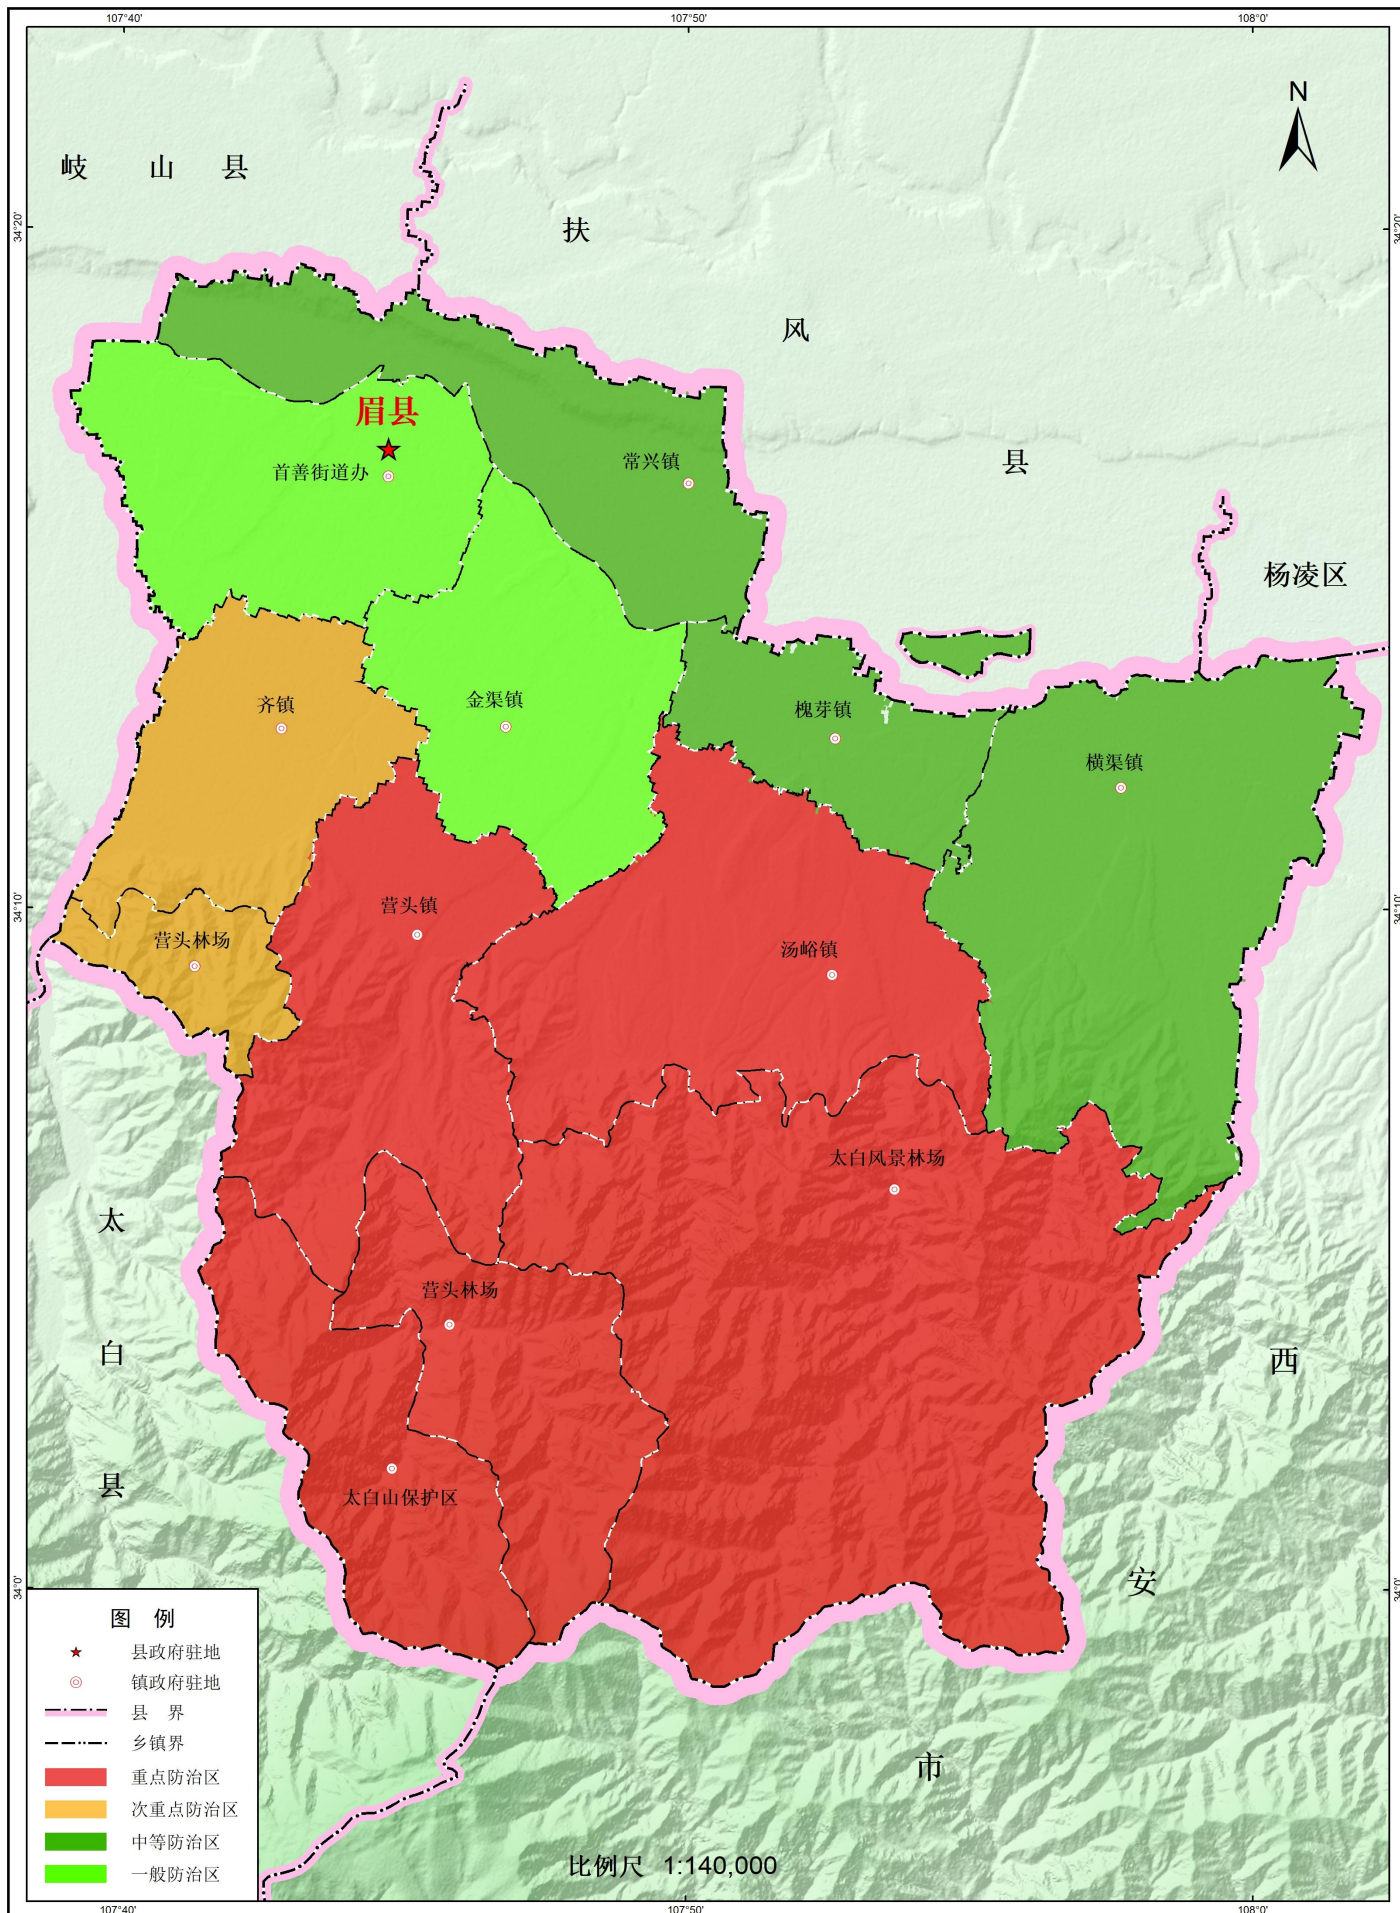 107°40'
107°50'
108°0'
N
岐 山 县
扶
风
县
34°20'
34°20'
眉县
首善街道办
常兴镇
杨凌区
齐镇
金渠镇
槐芽镇
横渠镇
营头镇
营头林场
汤峪镇
34°10'
34°10'
太白风景林场
太
白
县
营头林场
西
安
市
太白山保护区
34°0'
34°0'
图 例
县政府驻地
镇政府驻地
县 界
乡镇界
重点防治区
次重点防治区
中等防治区
一般防治区
比例尺 1:140,000
107°40'
107°50'
108°0'